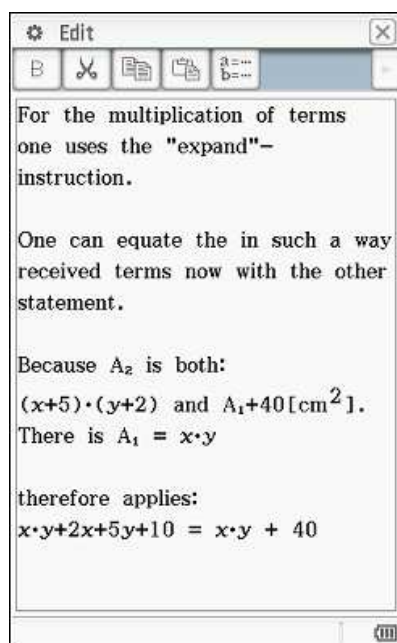 Edit
B
a=...
b=...
For the multiplication of terms
one uses the "expand"-
instruction.
One can equate the in such a way
received terms now with the other
statement.
Because A₂ is both:
(x+5)·(y+2) and A₁+40[cm²].
There is A₁ = x·y
therefore applies:
x·y+2x+5y+10 = x·y + 40